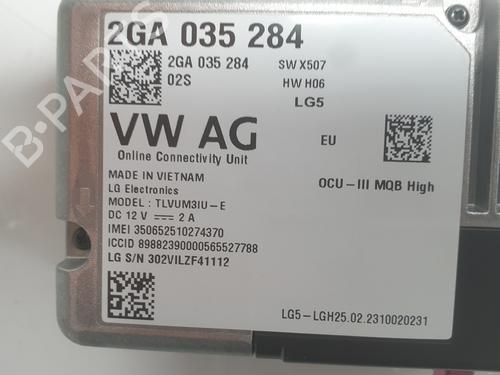 2GA 035 284
2GA 035 284 SW X507
02S HW H06
LG5
VW AG EU
Online Connectivity Unit
MADE IN VIETNAM OCU-III MQB High
LG Electronics
MODEL : TLVUM3IU-E
DC 12 V ⎓ 2 A
IMEI 350652510274370
ICCID 89882390000565527788
LG S/N 302VILZF41112
LG5-LGH25.02.2310020231